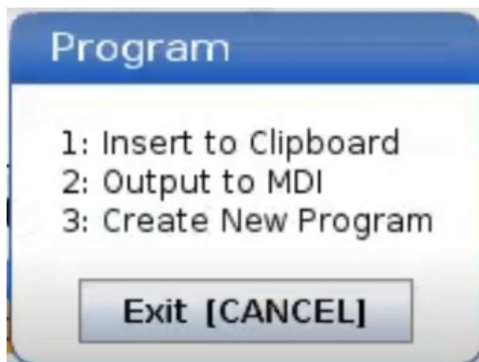 Program
1: Insert to Clipboard
2: Output to MDI
3: Create New Program
Exit [CANCEL]